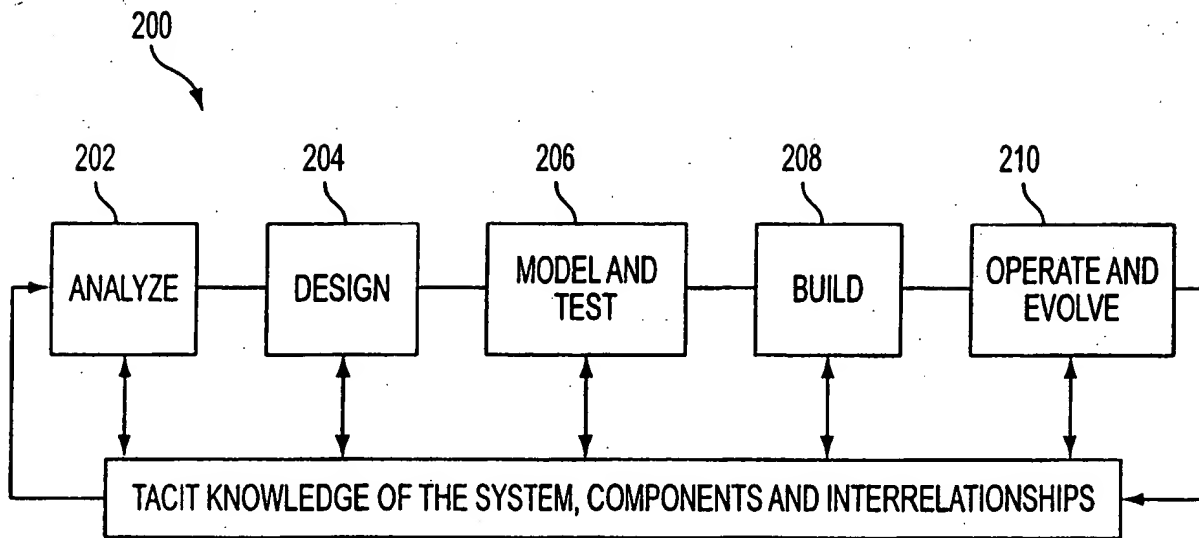 200
202
204
206
208
210
ANALYZE
DESIGN
MODEL AND
TEST
BUILD
OPERATE AND
EVOLVE
TACIT KNOWLEDGE OF THE SYSTEM, COMPONENTS AND INTERRELATIONSHIPS